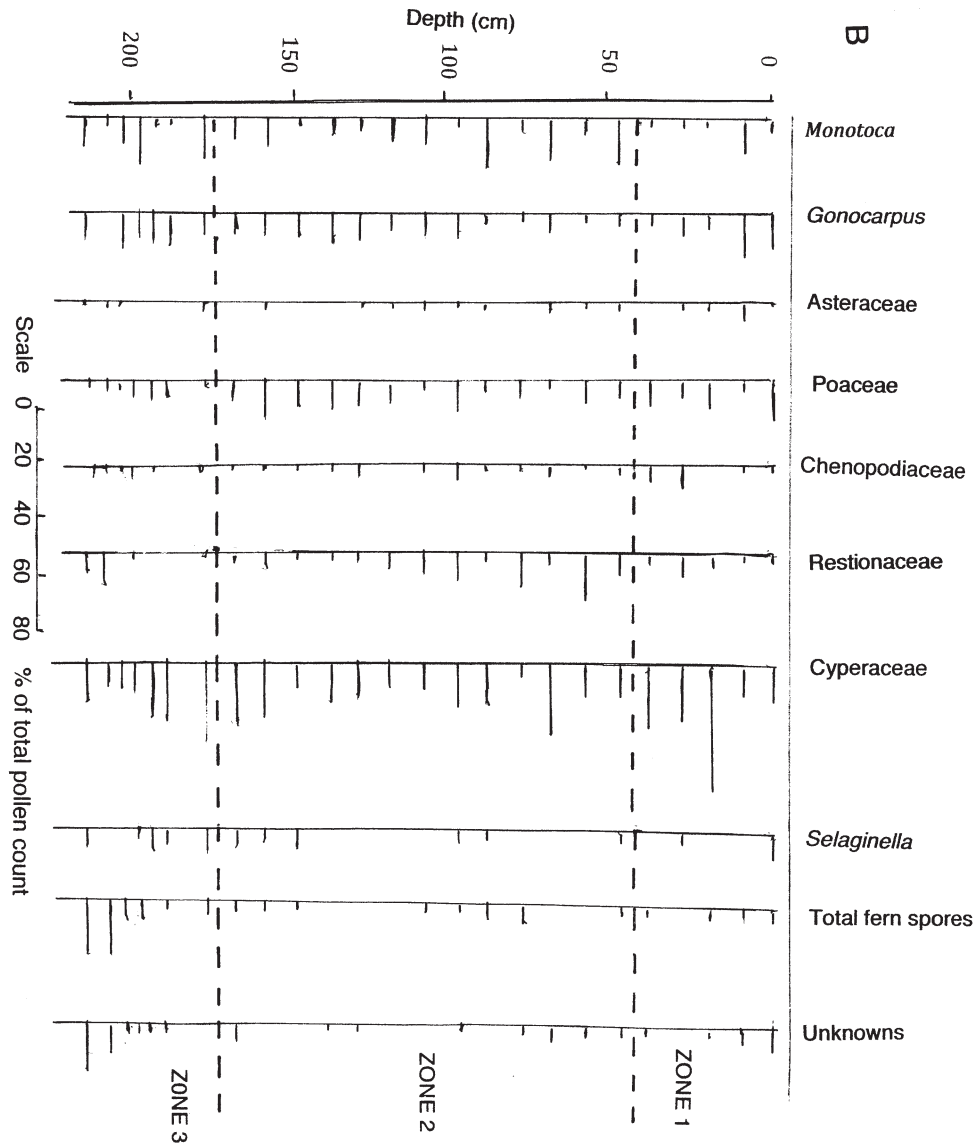 B
Depth (cm)
0
50
100
150
200
Monotoca
Gonocarpus
Asteraceae
Poaceae
Chenopodiaceae
Restionaceae
Cyperaceae
Selaginella
Total fern spores
Unknowns
ZONE 1
ZONE 2
ZONE 3
Scale
0
20
40
60
80
% of total pollen count